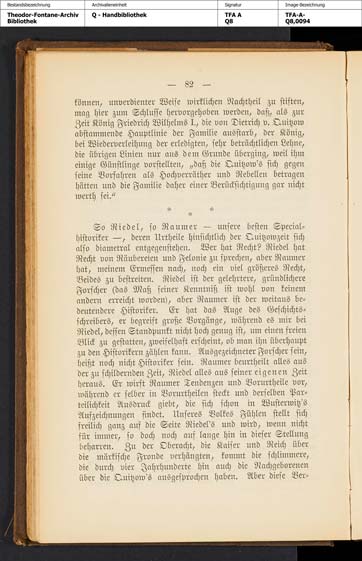 Bestandsbezeichnung
Archivalieneinheit
Signatur
Image-Bezeichnung
Theodor-Fontane-Archiv
Bibliothek
Q - Handbibliothek
TFA A
Q8
TFA-A-
Q8,0094
— 82 —
können, unverdienter Weise wirklichen Nachtheil zu stiften,
mag hier zum Schlusse hervorgehoben werden, daß, als zur
Zeit König Friedrich Wilhelms I., die von Dietrich v. Quitzow
abstammende Hauptlinie der Familie ausstarb, der König,
bei Wiederverleihung der erledigten, sehr beträchtlichen Lehne,
die übrigen Linien nur aus dem Grunde überging, weil ihm
einige Günstlinge vorstellten, „daß die Quitzow's sich gegen
seine Vorfahren als Hochverräther und Rebellen betragen
hätten und die Familie daher einer Berücksichtigung gar nicht
werth sei.“
* * *
So Riedel, so Raumer — unsere besten Special-
historiker —, deren Urtheile hinsichtlich der Quitzowzeit sich
also diametral entgegenstehen. Wer hat Recht? Riedel hat
Recht von Räubereien und Felonie zu sprechen, aber Raumer
hat, meinem Ermessen nach, noch ein viel größeres Recht,
Beides zu bestreiten. Riedel ist der gelehrtere, gründlichere
Forscher (das Maß seiner Kenntniß ist wohl von keinem
andern erreicht worden), aber Raumer ist der weitaus be-
deutendere Historiker. Er hat das Auge des Geschichts-
schreibers, er begreift große Vorgänge, während es mir bei
Riedel, dessen Standpunkt nicht hoch genug ist, um einen freien
Blick zu gestatten, zweifelhaft erscheint, ob man ihn überhaupt
zu den Historikern zählen kann. Ausgezeichneter Forscher sein,
heißt noch nicht Historiker sein. Raumer beurtheilt alles aus
der zu schildernden Zeit, Riedel alles aus seiner eigenen Zeit
heraus. Er wirft Raumer Tendenzen und Vorurtheile vor,
während er selber in Vorurtheilen steckt und derselben Par-
teilichkeit Ausdruck giebt, die sich schon in Wusterwitz's
Aufzeichnungen findet. Unseres Volkes Fühlen stellt sich
freilich ganz auf die Seite Riedel's und wird, wenn nicht
für immer, so doch noch auf lange hin in dieser Stellung
beharren. Zu der Oberacht, die Kaiser und Reich über
die märkische Fronde verhängten, kommt die schlimmere,
die durch vier Jahrhunderte hin auch die Nachgeborenen
über die Quitzow's ausgesprochen haben. Aber diese Ver-